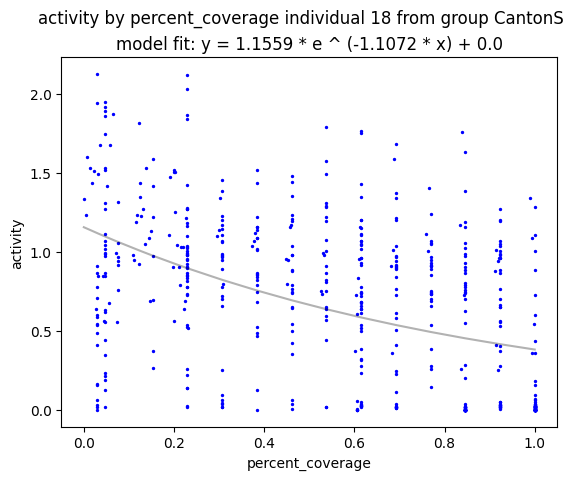 activity by percent_coverage individual 18 from group CantonS
model fit: y = 1.1559 * e ^ (-1.1072 * x) + 0.0
2.0
1.5
1.0
0.5
0.0
activity
0.0 0.2 0.4 0.6 0.8 1.0
percent_coverage